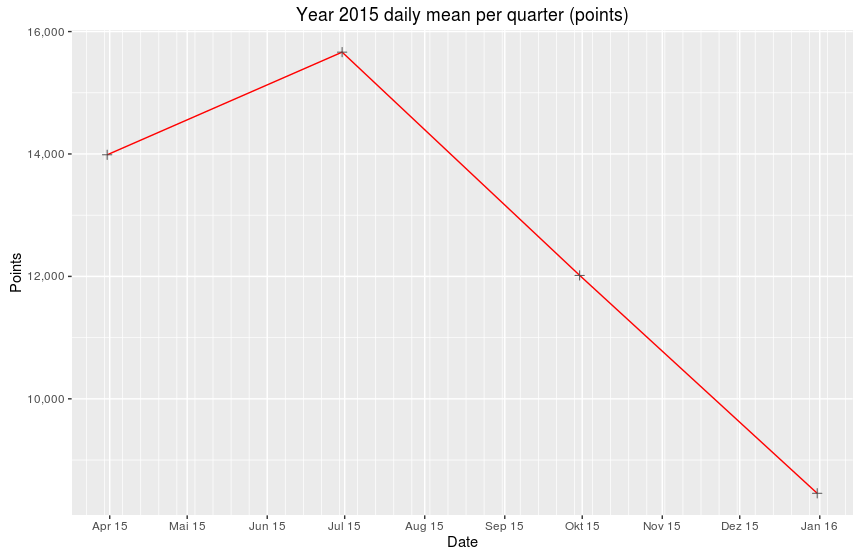 Year 2015 daily mean per quarter (points)
16,000
14,000
12,000
10,000
Points
Apr 15 Mai 15 Jun 15 Jul 15 Aug 15 Sep 15 Okt 15 Nov 15 Dez 15 Jan 16
Date